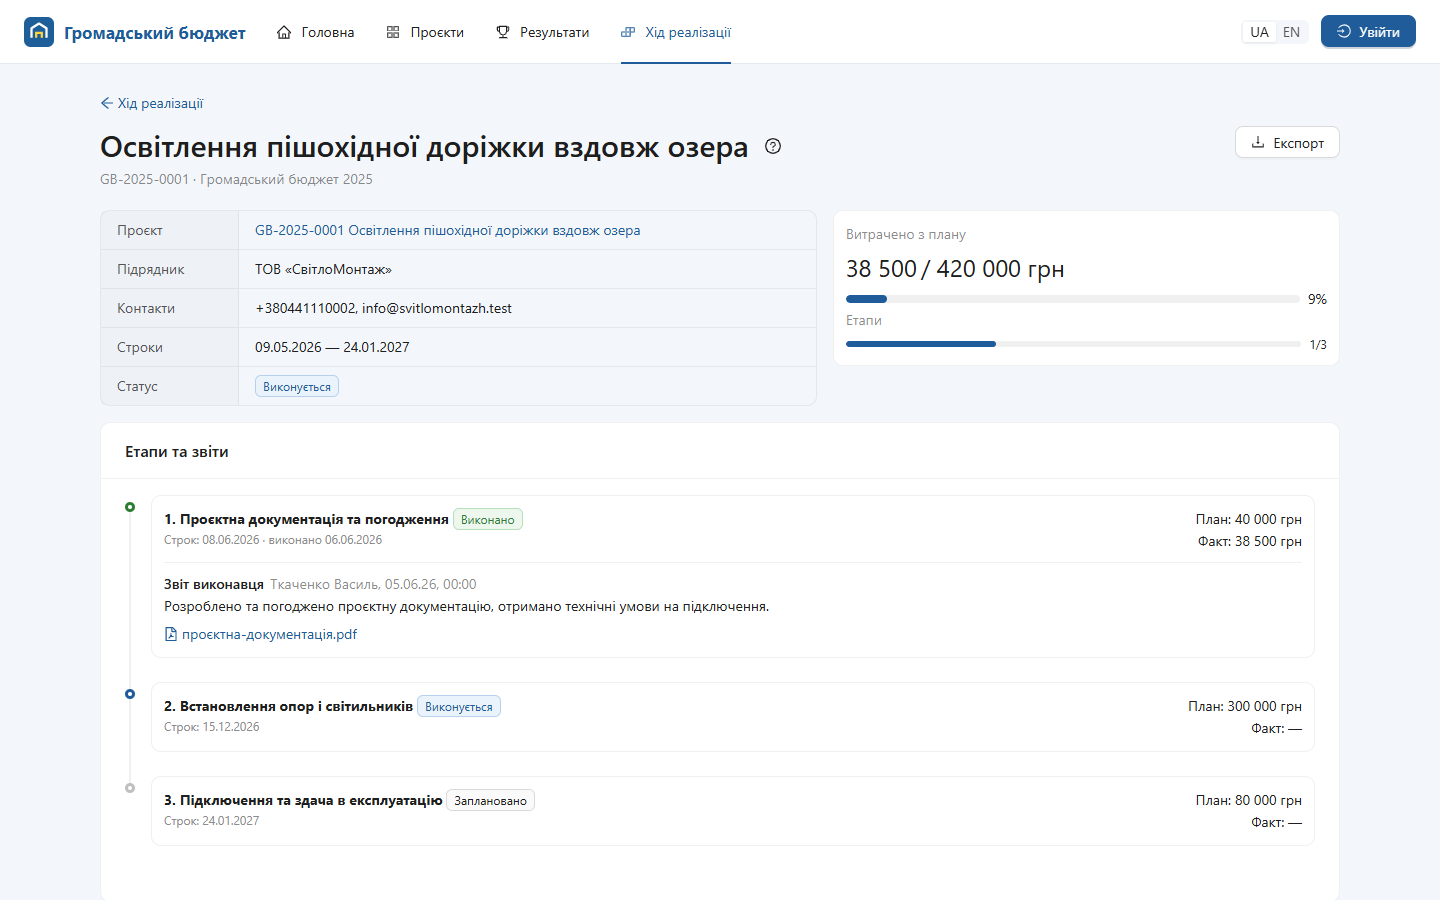 Громадський бюджет
Головна
Проєкти
Результати
Хід реалізації
UA EN
Увійти
Хід реалізації
Освітлення пішохідної доріжки вздовж озера
Експорт
GB-2025-0001 · Громадський бюджет 2025
Проєкт GB-2025-0001 Освітлення пішохідної доріжки вздовж озера
Підрядник ТОВ «СвітлоМонтаж»
Контакти +380441110002, info@svitlomontazh.test
Строки 09.05.2026 — 24.01.2027
Статус Виконується
Витрачено з плану
38 500 / 420 000 грн
9%
Етапи
1/3
Етапи та звіти
1. Проєктна документація та погодження Виконано
Строк: 08.06.2026 · виконано 06.06.2026
План: 40 000 грн
Факт: 38 500 грн
Звіт виконавця Ткаченко Василь, 05.06.26, 00:00
Розроблено та погоджено проєктну документацію, отримано технічні умови на підключення.
проєктна-документація.pdf
2. Встановлення опор і світильників Виконується
Строк: 15.12.2026
План: 300 000 грн
Факт: —
3. Підключення та здача в експлуатацію Заплановано
Строк: 24.01.2027
План: 80 000 грн
Факт: —